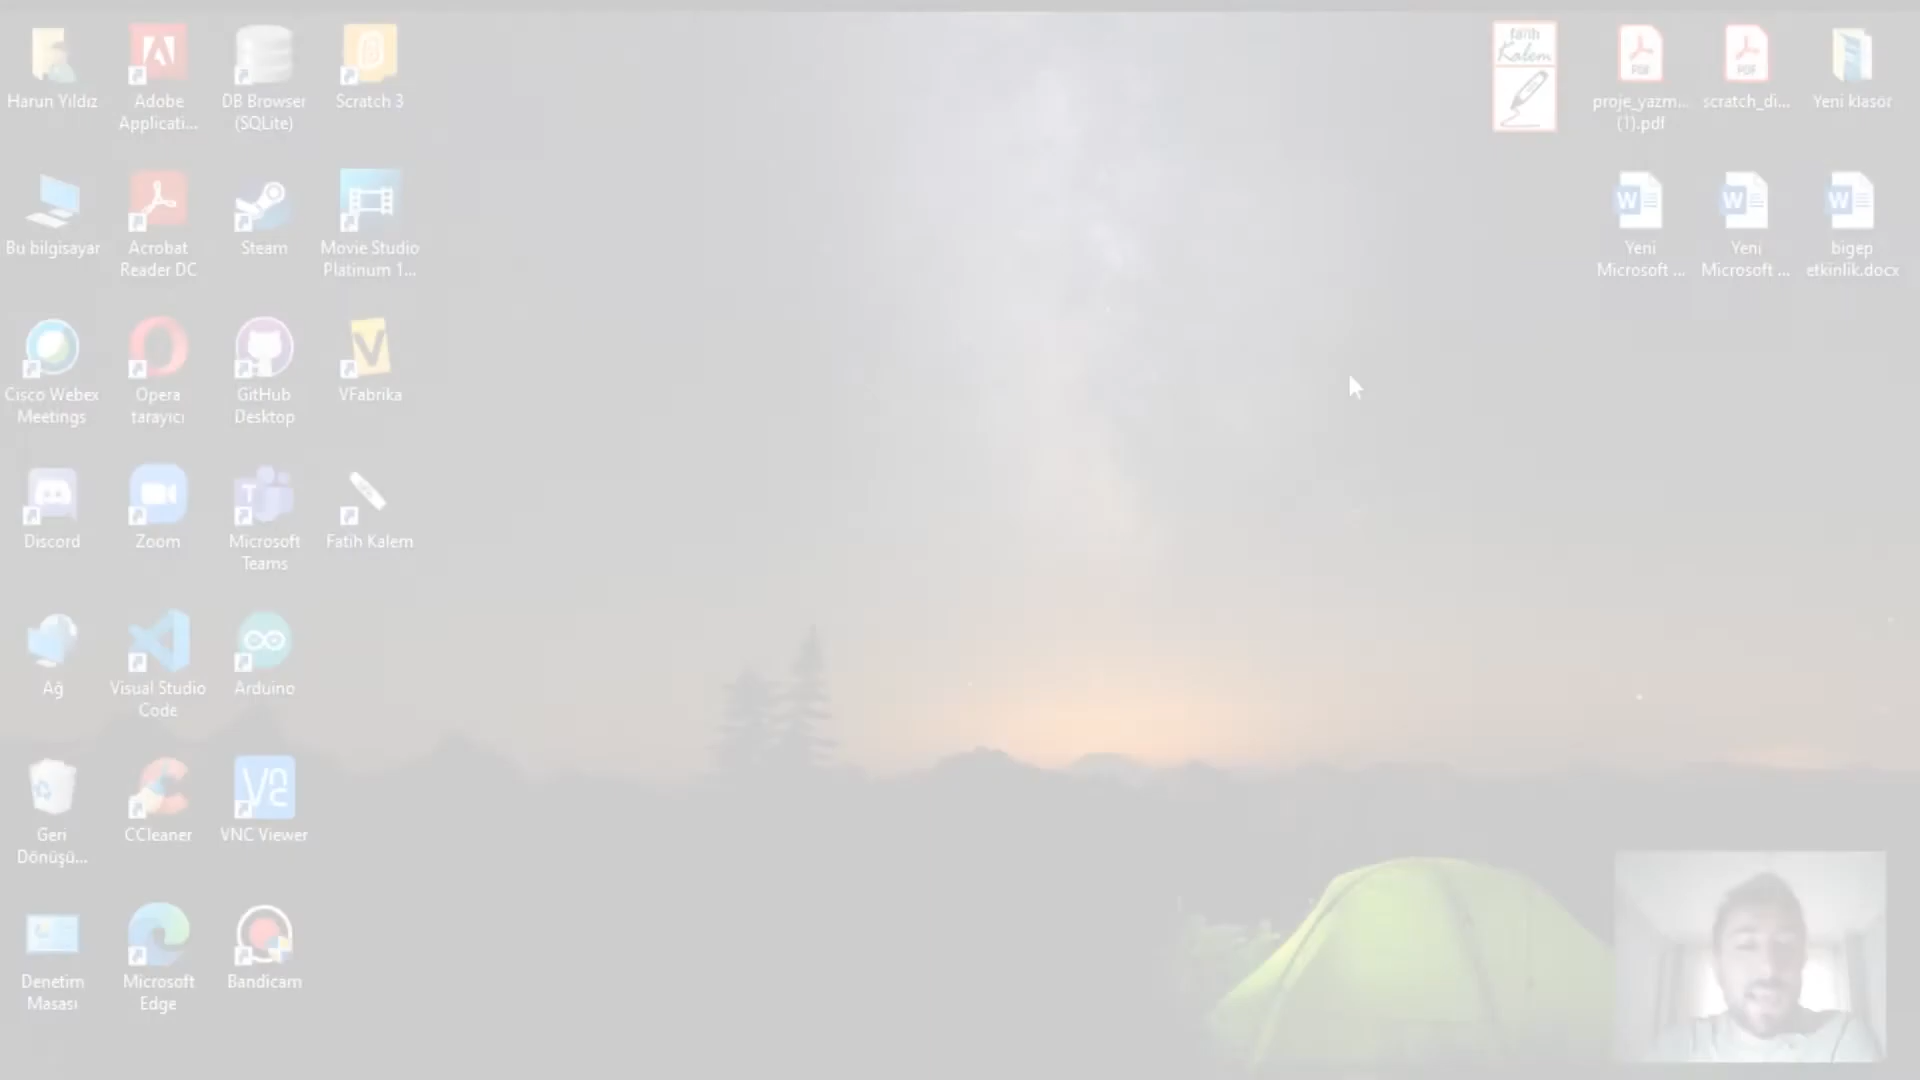 Harun Yıldız
Adobe
Applicati...
DB Browser
(SQLite)
Scratch 3
fatih
Kalem
PDF
proje_yazm...
(1).pdf
PDF
scratch_di...
Yeni klasör
Bu bilgisayar
Acrobat
Reader DC
Steam
Movie Studio
Platinum 1...
W
Yeni
Microsoft ...
W
Yeni
Microsoft ...
W
bigep
etkinlik.docx
Cisco Webex
Meetings
Opera
tarayıcı
GitHub
Desktop
V
VFabrika
Discord
Zoom
T
Microsoft
Teams
Fatih Kalem
Ağ
Visual Studio
Code
Arduino
Geri
Dönüşü...
CCleaner
VNC Viewer
Denetim
Masası
Microsoft
Edge
Bandicam